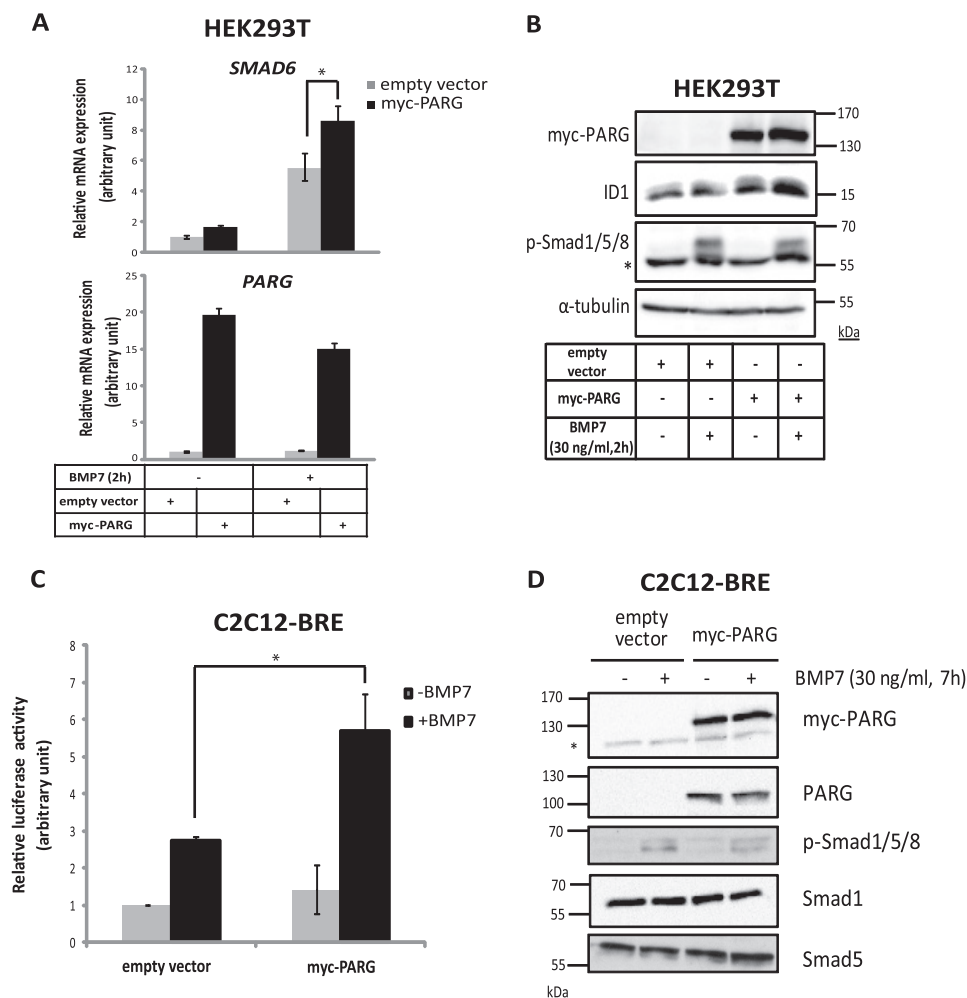 A
HEK293T
SMAD6
*
empty vector
myc-PARG
Relative mRNA expression
(arbitrary unit)
12
10
8
6
4
2
0
PARG
Relative mRNA expression
(arbitrary unit)
25
20
15
10
5
0
BMP7 (2h) - +
empty vector + +
myc-PARG + +
B
HEK293T
myc-PARG 170
130
ID1 15
p-Smad1/5/8 70
* 55
α-tubulin 55
kDa
empty
vector + + - -
myc-PARG - - + +
BMP7
(30 ng/ml,2h) - + - +
C
C2C12-BRE
*
-BMP7
+BMP7
Relative luciferase activity
(arbitrary unit)
8
7
6
5
4
3
2
1
0
empty vector myc-PARG
D
C2C12-BRE
empty
vector myc-PARG
- + - + BMP7 (30 ng/ml, 7h)
170
130 myc-PARG
*
130
100 PARG
70 p-Smad1/5/8
70
55 Smad1
55 Smad5
kDa